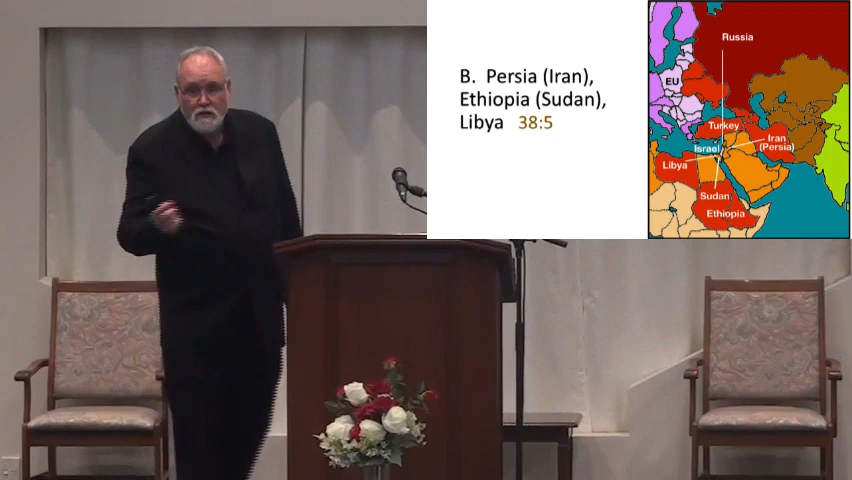 B. Persia (Iran),
Ethiopia (Sudan),
Libya 38:5
Russia
EU
Turkey
Iran
(Persia)
Israel
Libya
Sudan
Ethiopia